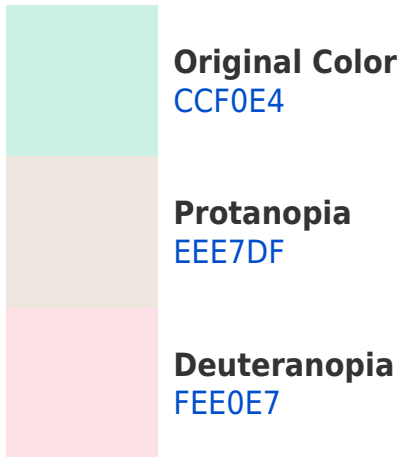 Original Color
CCF0E4
Protanopia
EEE7DF
Deuteranopia
FEE0E7